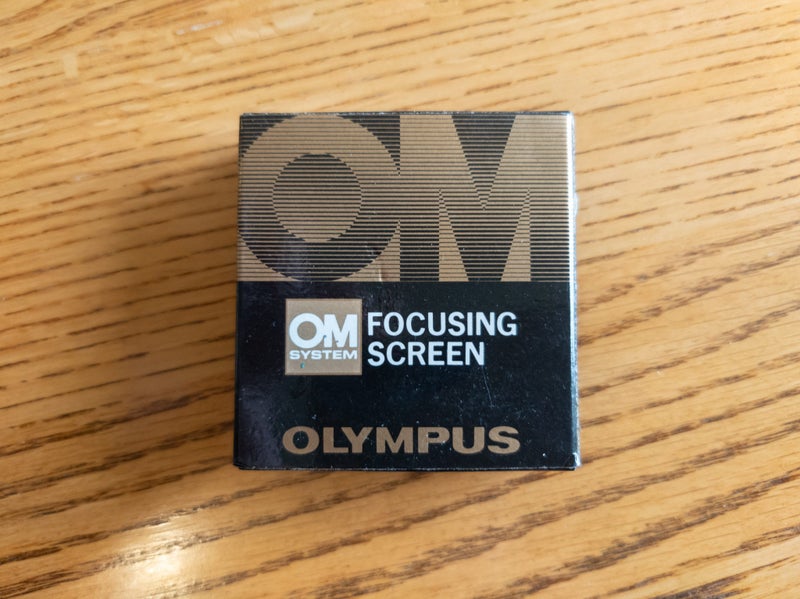 OM
OM
SYSTEM
FOCUSING
SCREEN
OLYMPUS